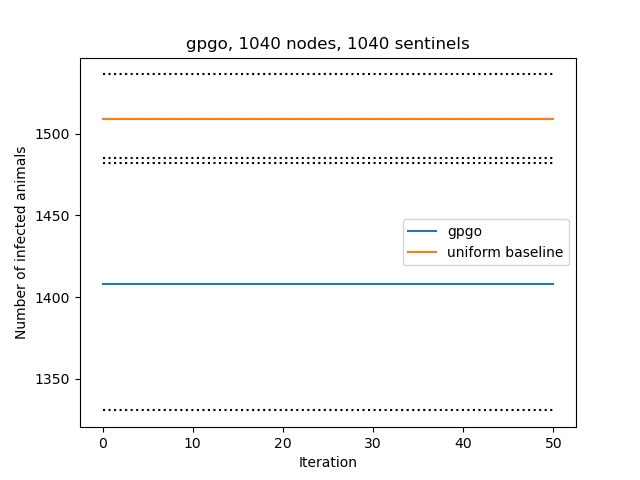 gpgo, 1040 nodes, 1040 sentinels
Number of infected animals
1500
1450
1400
1350
gpgo
uniform baseline
0 10 20 30 40 50
Iteration